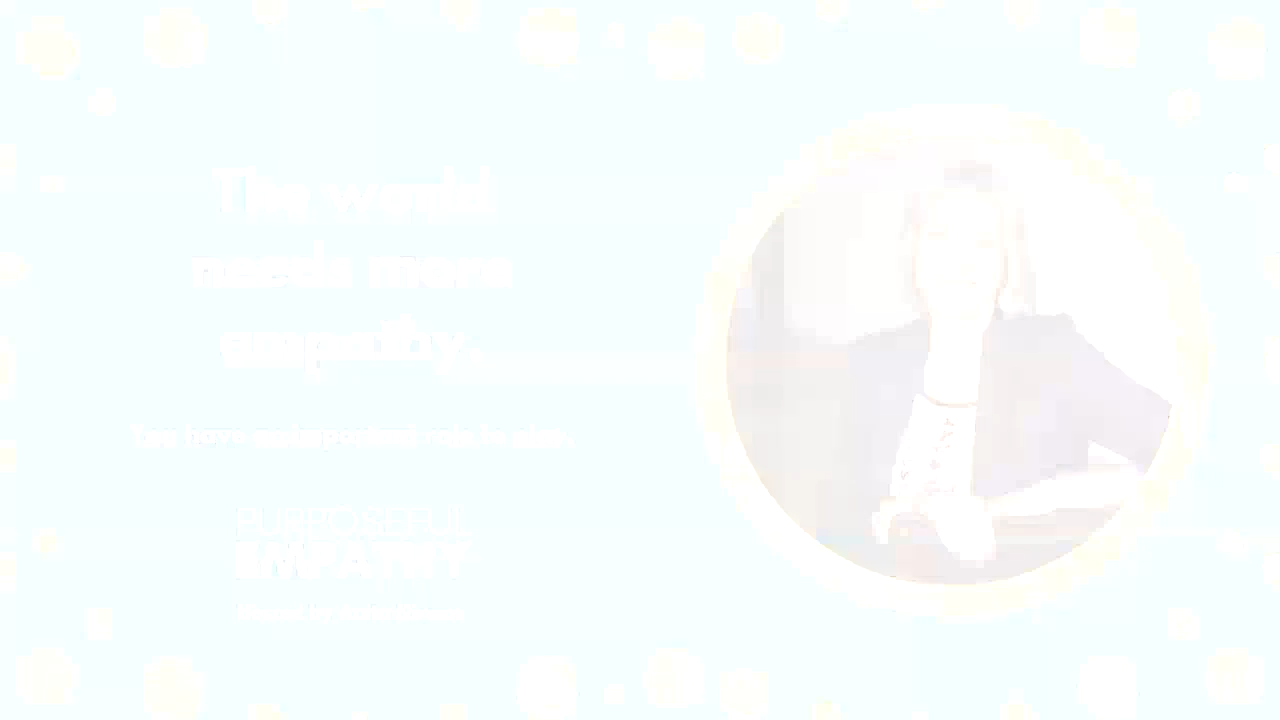 The world
needs more
empathy.
You have an important role to play.
PURPOSEFUL
EMPATHY